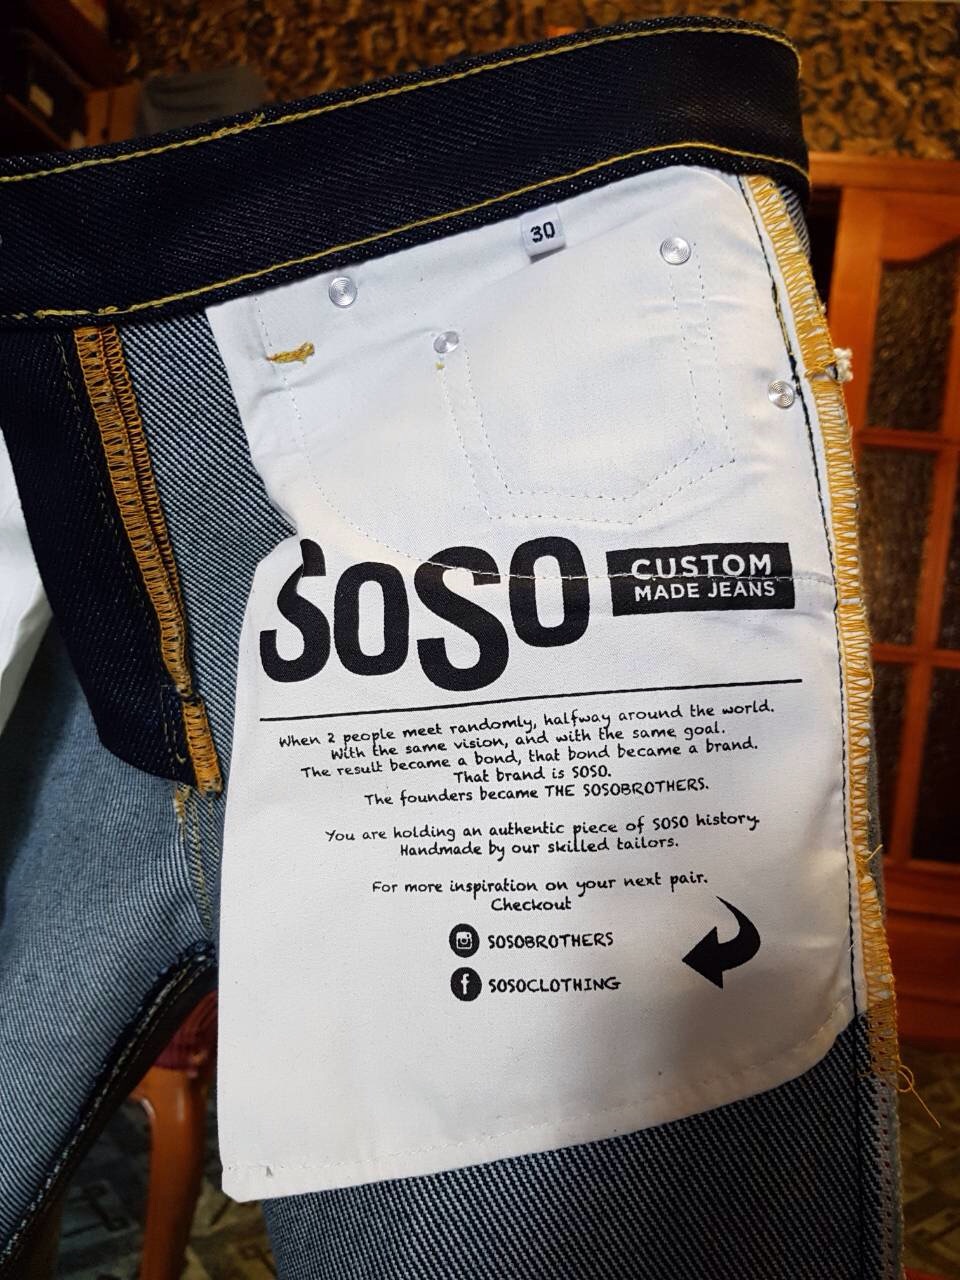 30
SOSO
CUSTOM
MADE JEANS
When 2 people meet randomly, halfway around the world.
With the same vision, and with the same goal.
The result became a bond, that bond became a brand.
That brand is SOSO.
The founders became THE SOSOBROTHERS.
You are holding an authentic piece of SOSO history.
Handmade by our skilled tailors.
For more inspiration on your next pair.
Checkout
SOSOBROTHERS
f SOSOCLOTHING